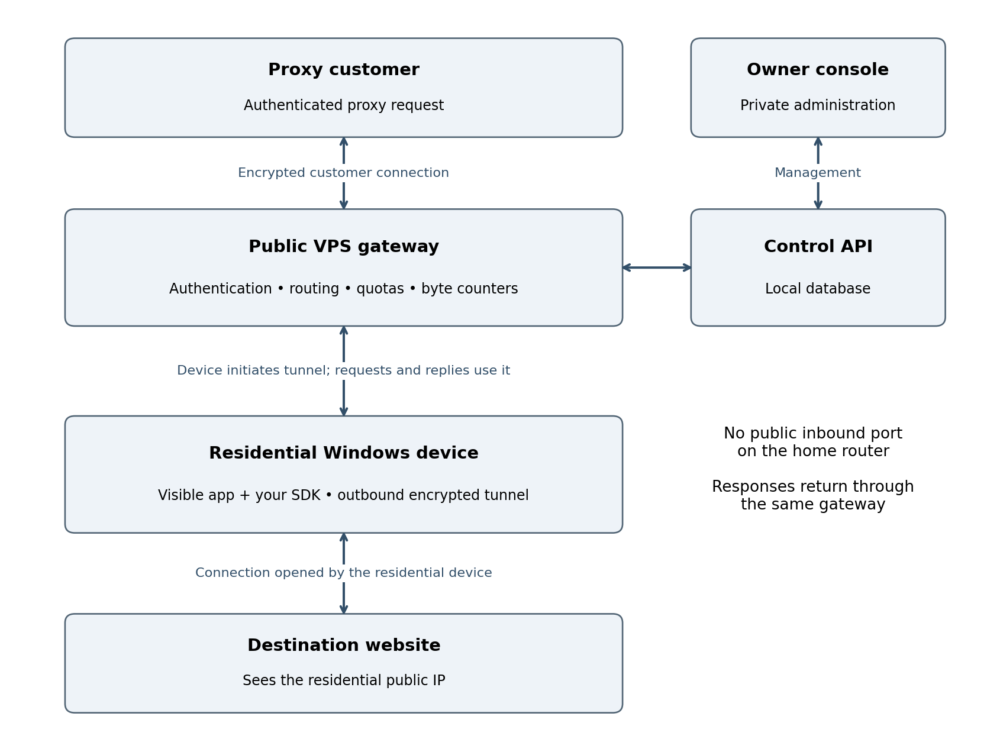 Proxy customer
Authenticated proxy request
Owner console
Private administration
Encrypted customer connection
Management
Public VPS gateway
Authentication • routing • quotas • byte counters
Control API
Local database
Device initiates tunnel; requests and replies use it
Residential Windows device
Visible app + your SDK • outbound encrypted tunnel
No public inbound port
on the home router
Responses return through
the same gateway
Connection opened by the residential device
Destination website
Sees the residential public IP